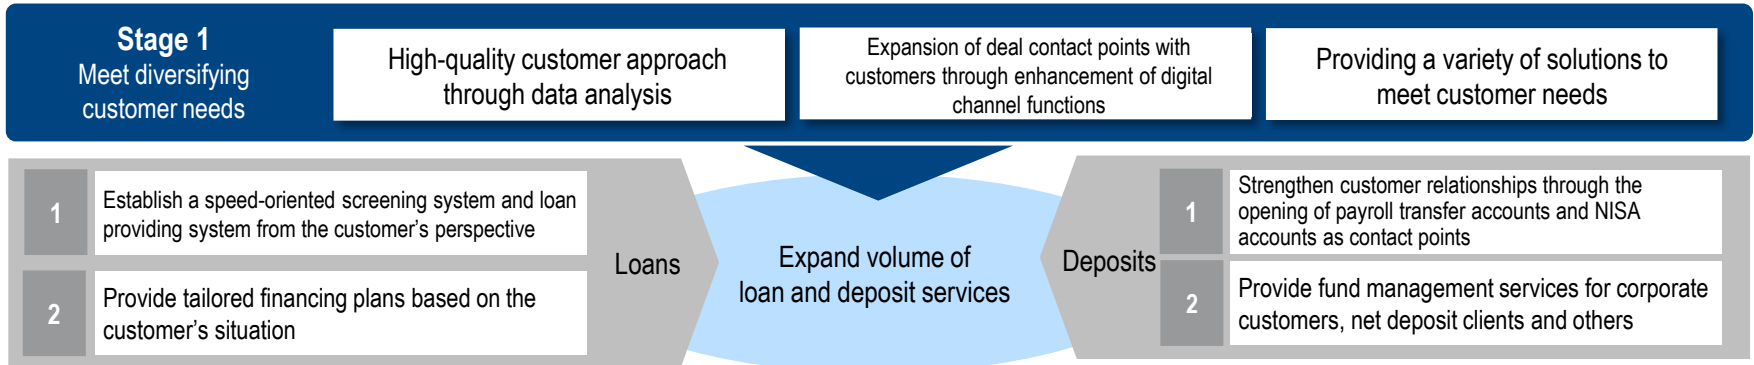 Stage 1
Meet diversifying
customer needs
High-quality customer approach
through data analysis
Expansion of deal contact points with
customers through enhancement of digital
channel functions
Providing a variety of solutions to
meet customer needs
1
Establish a speed-oriented screening system and loan
providing system from the customer's perspective
2
Provide tailored financing plans based on the
customer's situation
Loans
Expand volume of
loan and deposit services
Deposits
1
Strengthen customer relationships through the
opening of payroll transfer accounts and NISA
accounts as contact points
2
Provide fund management services for corporate
customers, net deposit clients and others